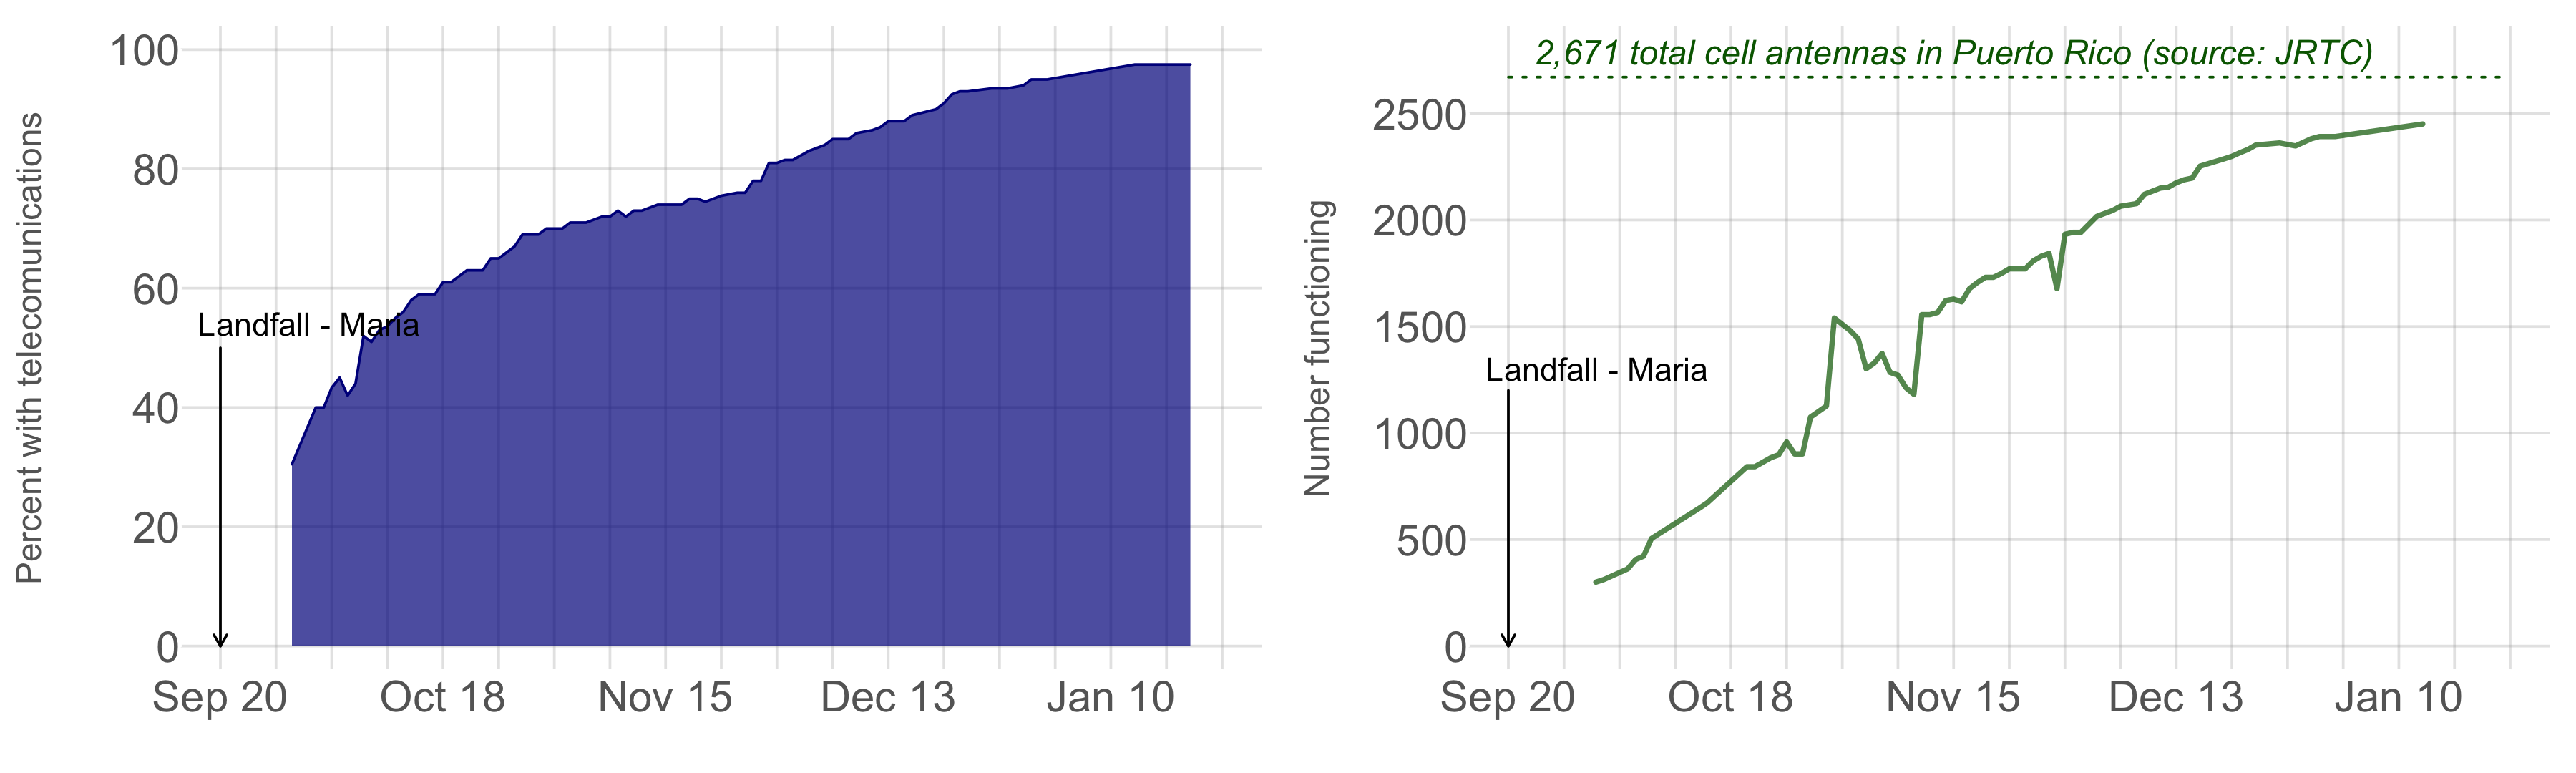 Percent with telecomunications
100
80
60
40
20
0
Landfall - Maria
Sep 20
Oct 18
Nov 15
Dec 13
Jan 10
Number functioning
2,671 total cell antennas in Puerto Rico (source: JRTC)
2500
2000
1500
1000
500
0
Landfall - Maria
Sep 20
Oct 18
Nov 15
Dec 13
Jan 10